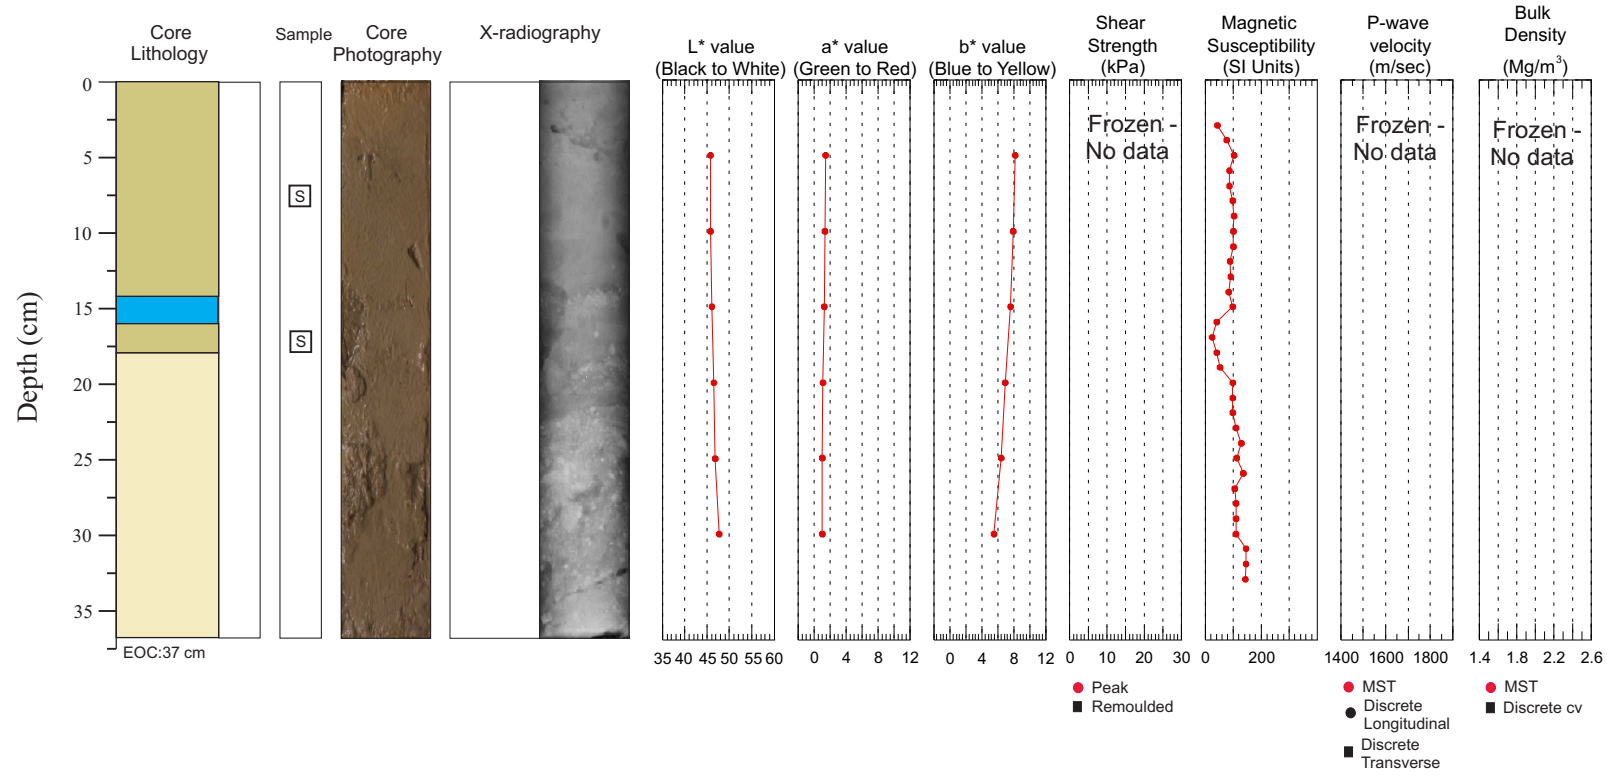 Core
Lithology
Sample
Core
Photography
X-radiography
L* value
(Black to White)
a* value
(Green to Red)
b* value
(Blue to Yellow)
Shear
Strength
(kPa)
Magnetic
Susceptibility
(SI Units)
P-wave
velocity
(m/sec)
Bulk
Density
(Mg/m³)
Depth (cm)
0
5
10
15
20
25
30
35
S
S
Frozen -
No data
Frozen -
No data
Frozen -
No data
EOC:37 cm
35 40 45 50 55 60
0 4 8 12
0 4 8 12
0 10 20 30
0 200
1400 1600 1800
1.4 1.8 2.2 2.6
Peak
Remoulded
MST
Discrete
Longitudinal
Discrete
Transverse
MST
Discrete cv